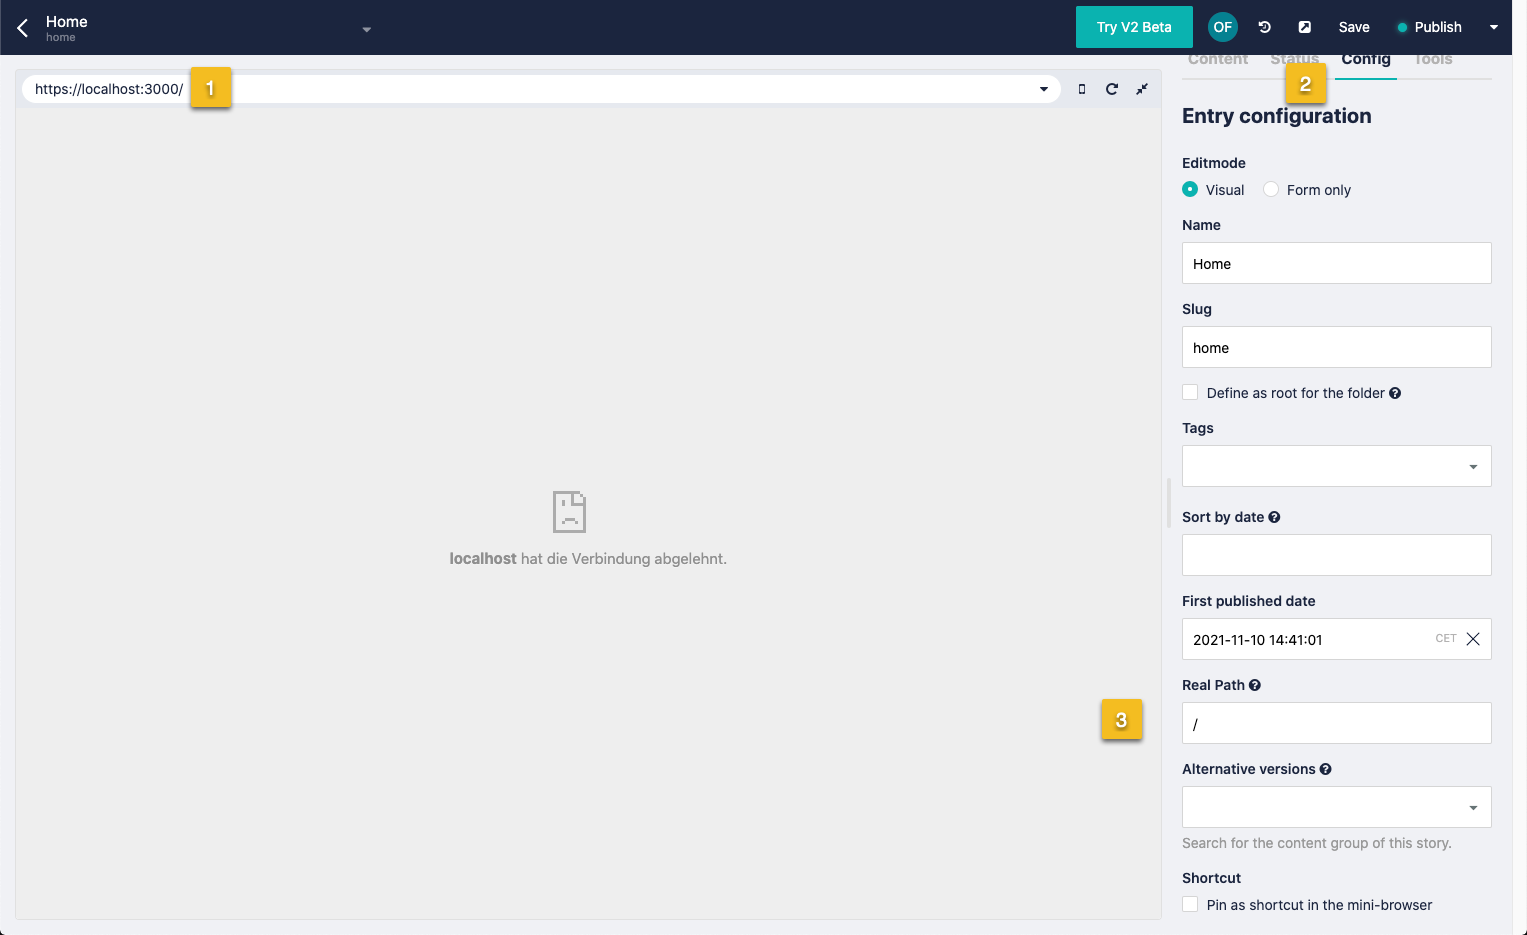 Home
home
Try V2 Beta
OF
Save
Publish
https://localhost:3000/
1
Content Status Config Tools
2
Entry configuration
Editmode
Visual Form only
Name
Home
Slug
home
Define as root for the folder
Tags
Sort by date
localhost hat die Verbindung abgelehnt.
First published date
2021-11-10 14:41:01 CET
Real Path
/
3
Alternative versions
Search for the content group of this story.
Shortcut
Pin as shortcut in the mini-browser